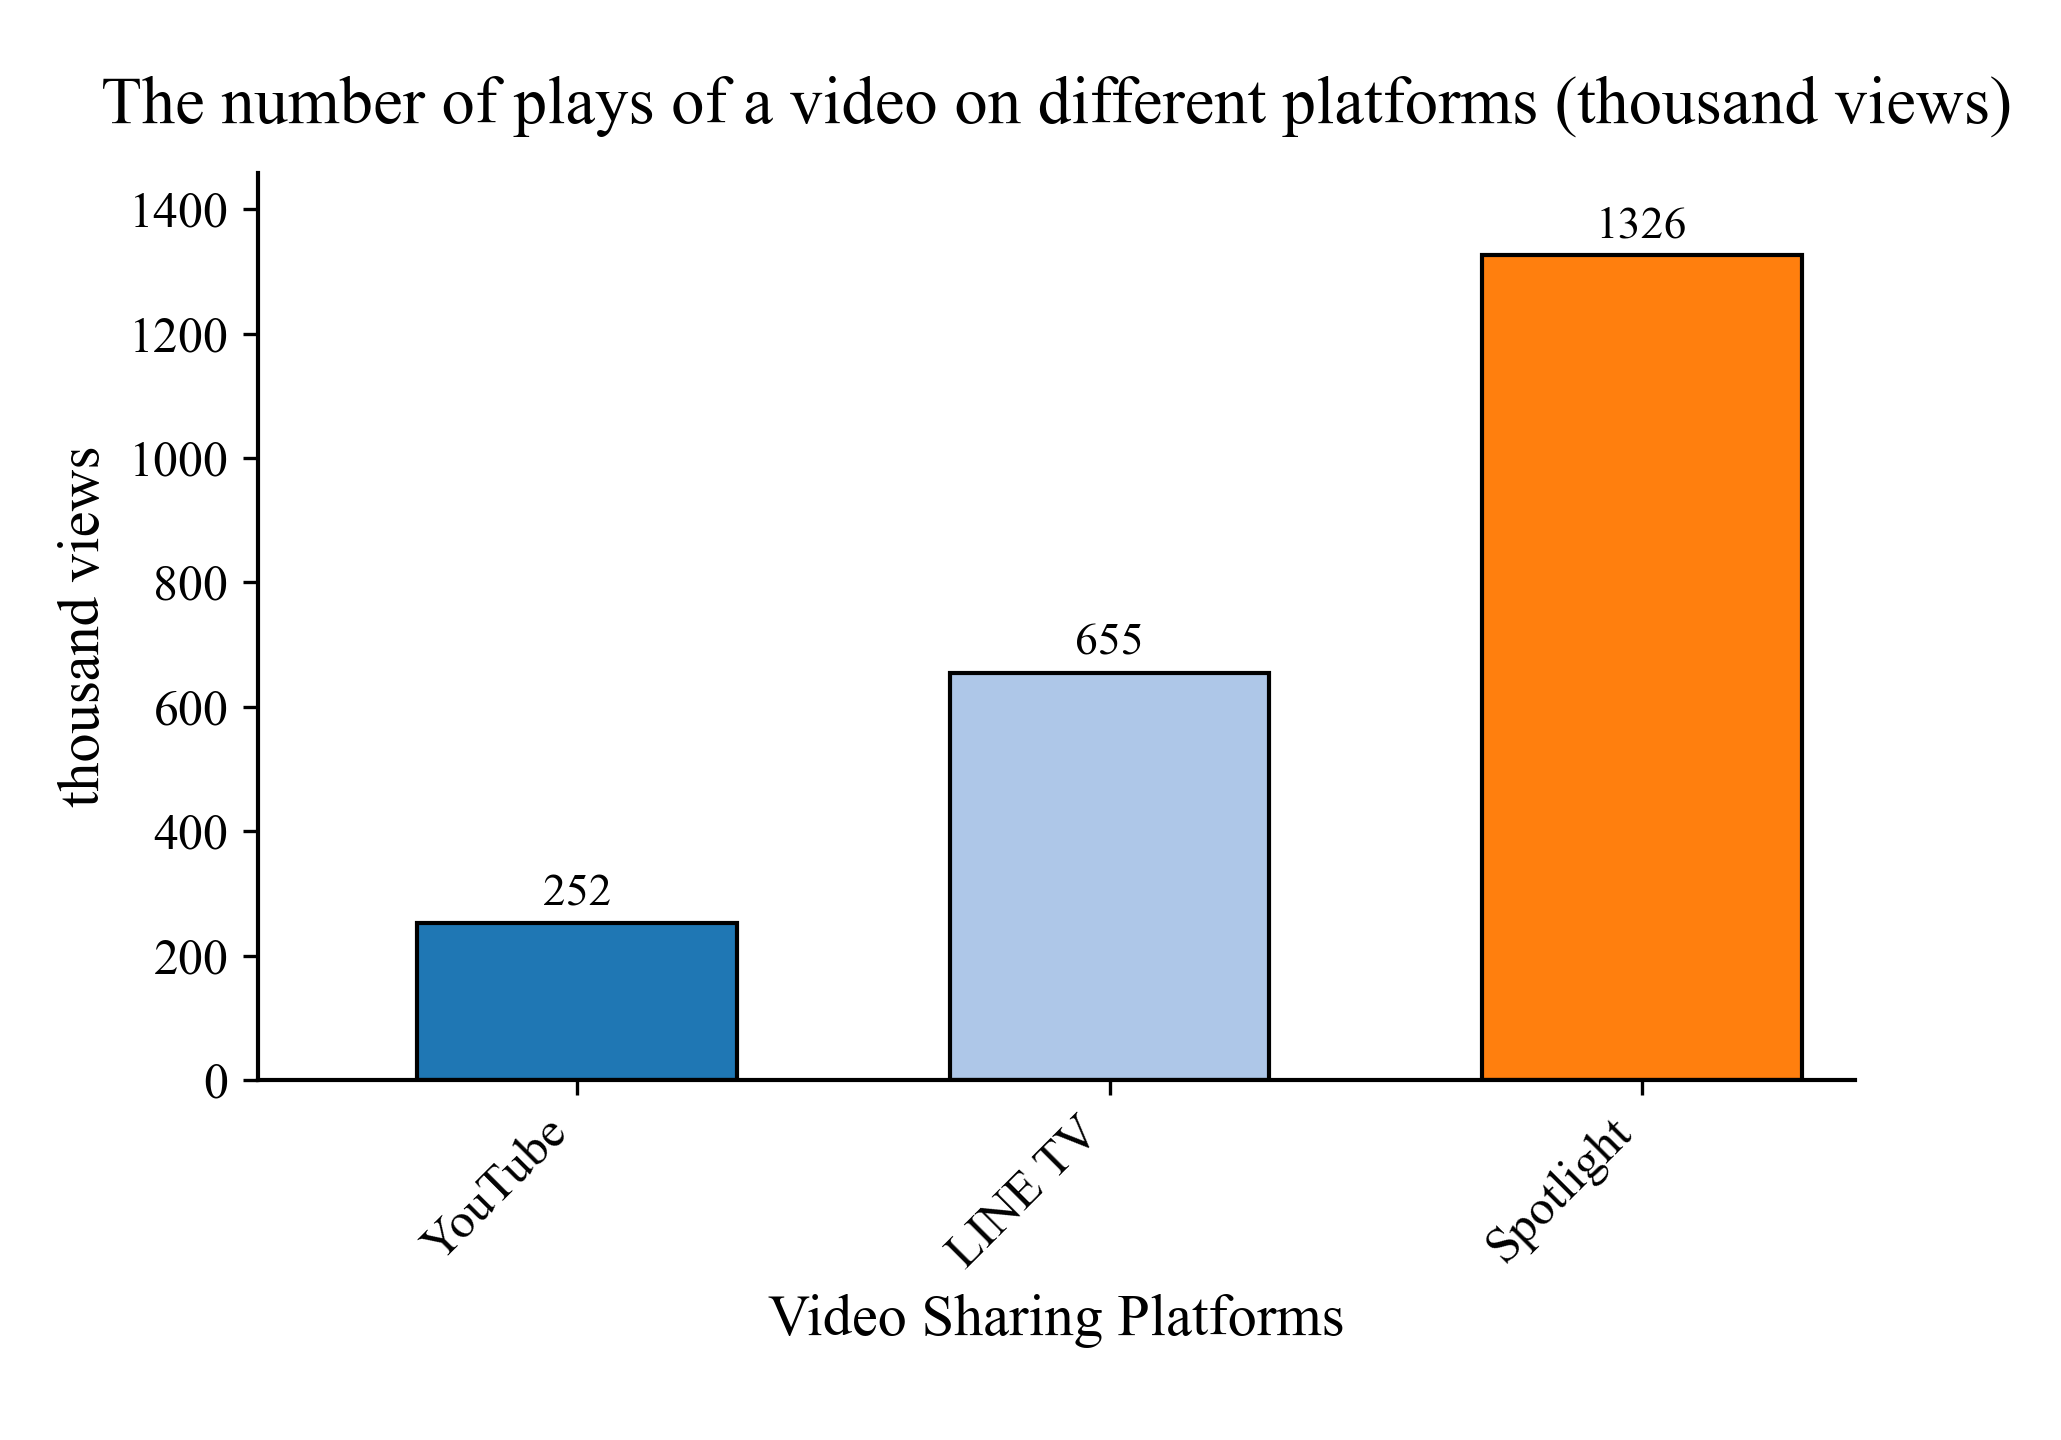 The number of plays of a video on different platforms (thousand views)
1400
1200
1000
800
600
400
200
0
thousand views
252
655
1326
YouTube
LINE TV
Spotlight
Video Sharing Platforms